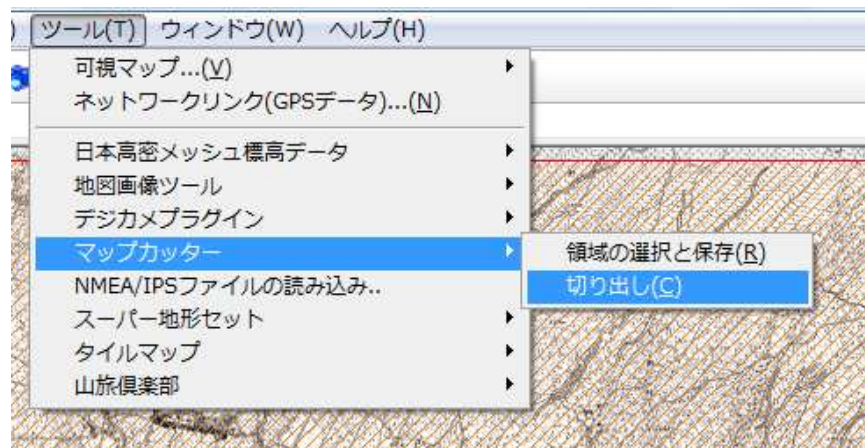 ) ツール(T) ウィンドウ(W) ヘルプ(H)
可視マップ...(V)
ネットワークリンク(GPSデータ)...(N)
日本高密メッシュ標高データ
地図画像ツール
デジカメプラグイン
マップカッター
領域の選択と保存(R)
切り出し(C)
NMEA/IPSファイルの読み込み..
スーパー地形セット
タイルマップ
山旅倶楽部